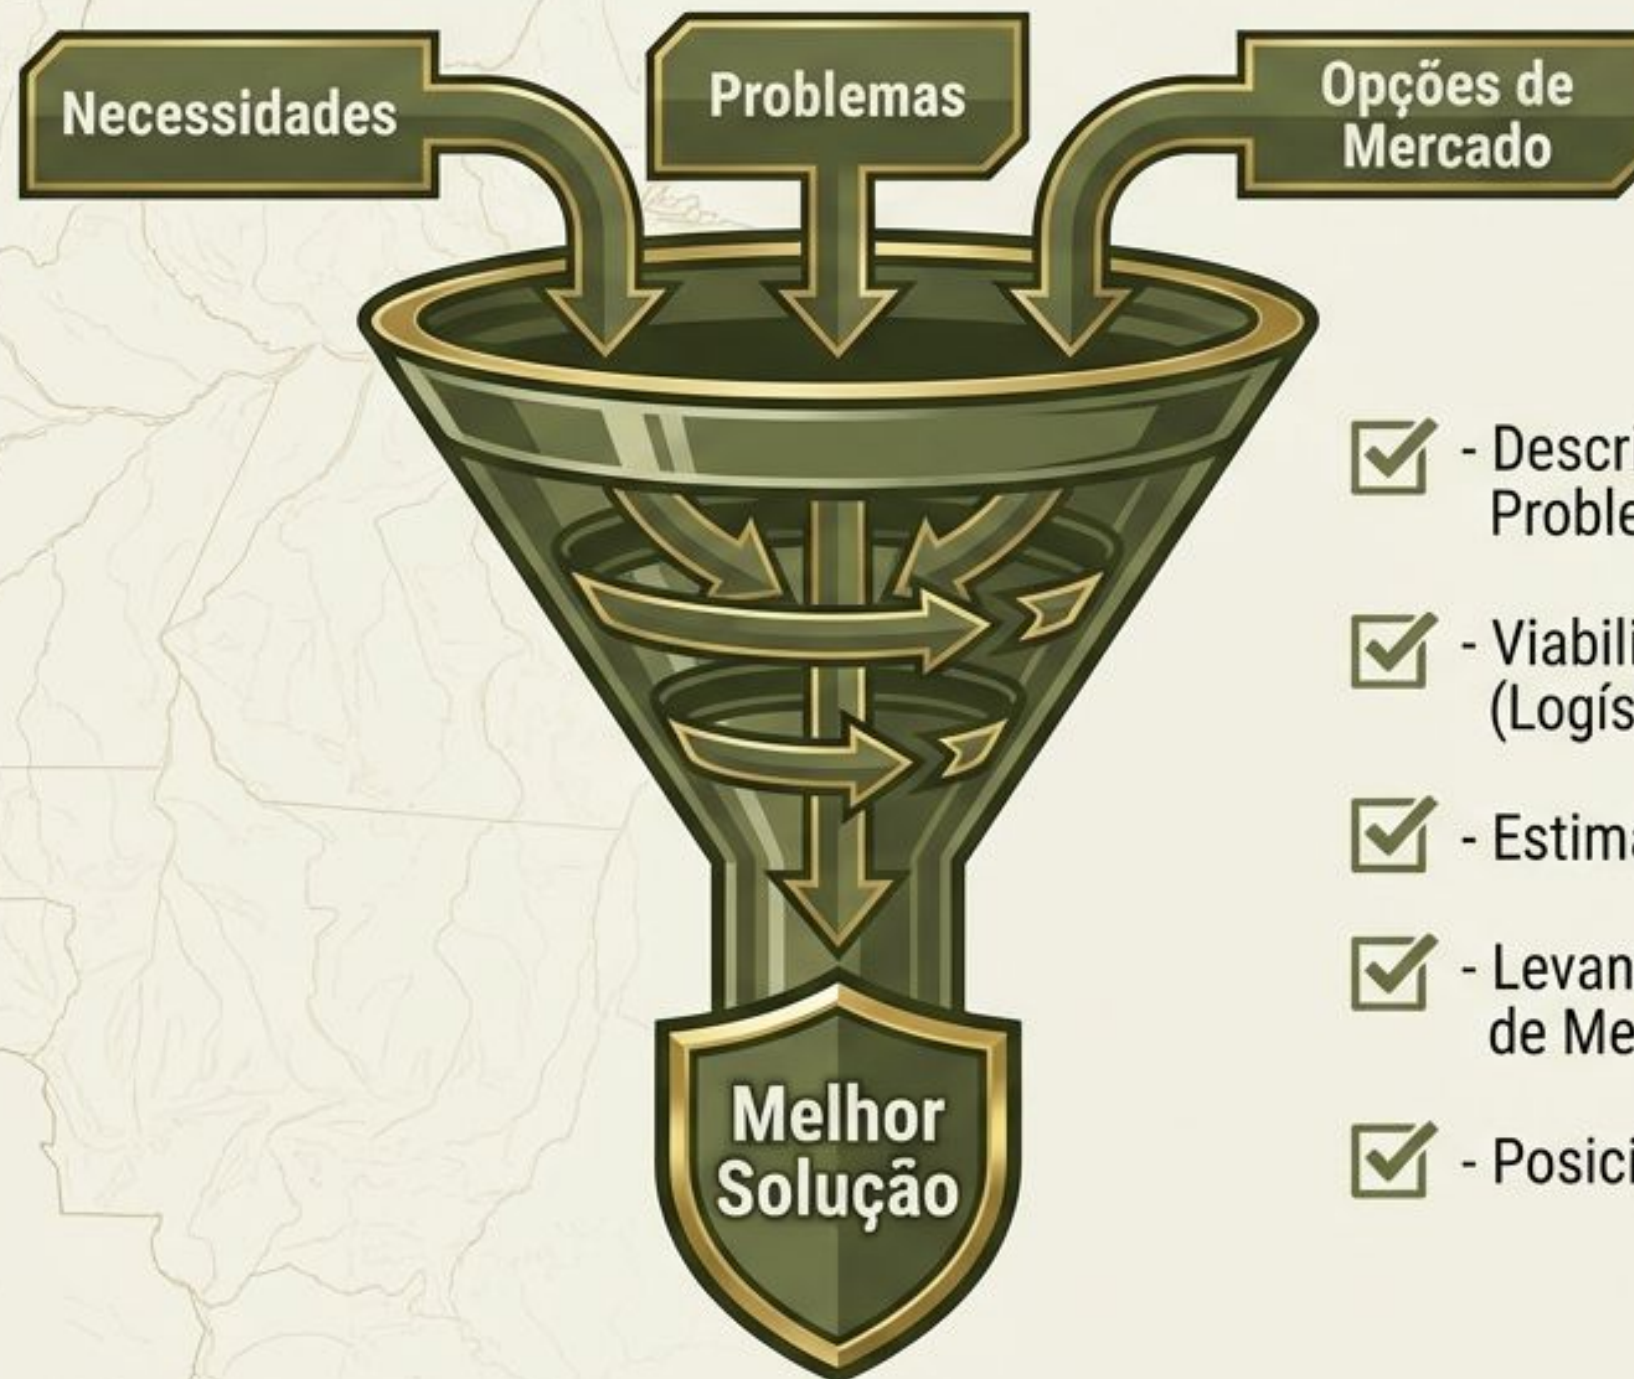 Necessidades
Problemas
Opções de
Mercado
- Descri
Proble
- Viabili
(Logís
- Estima
- Levan
de Me
- Posici
Melhor
Solução